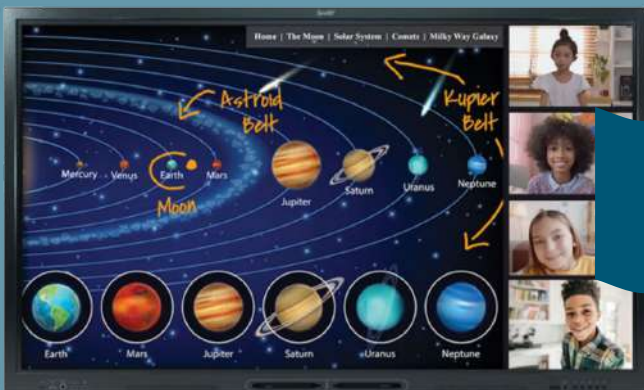 Home | The Moon | Solar System | Comets | Milky Way Galaxy
Astroid
Belt
Kupier
Belt
Mercury
Venus
Earth
Mars
Jupiter
Saturn
Uranus
Neptune
Moon
Earth
Mars
Jupiter
Saturn
Uranus
Neptune